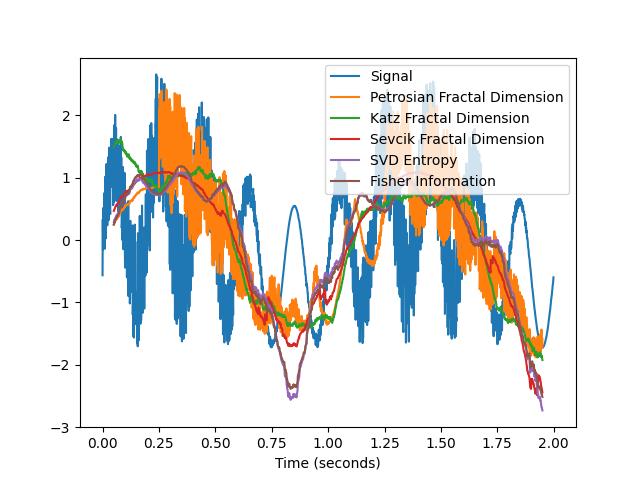 Signal
Petrosian Fractal Dimension
Katz Fractal Dimension
Sevcik Fractal Dimension
SVD Entropy
Fisher Information
2
1
0
−1
−2
−3
0.00 0.25 0.50 0.75 1.00 1.25 1.50 1.75 2.00
Time (seconds)